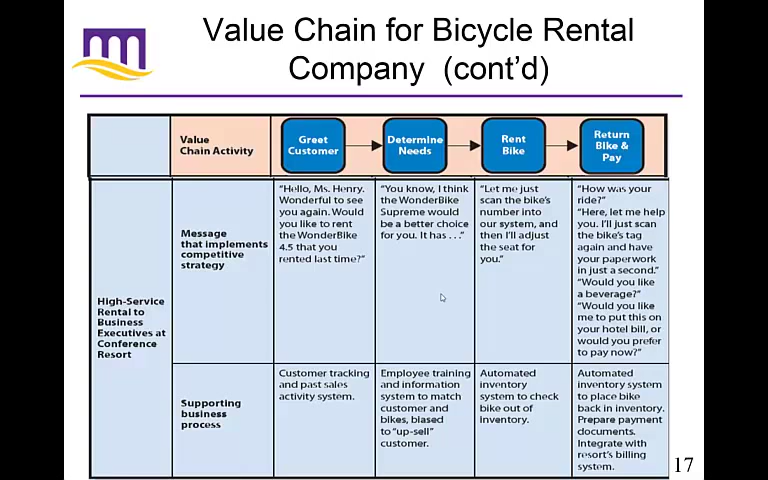 Value Chain for Bicycle Rental
Company (cont'd)
Value
Chain Activity
Greet
Customer
Determine
Needs
Rent
Bike
Return
Bike &
Pay
High-Service
Rental to
Business
Executives at
Conference
Resort
Message
that implements
competitive
strategy
"Hello, Ms. Henry.
Wonderful to see
you again. Would
you like to rent
the WonderBike
4.5 that you
rented last time?"
"You know, I think
the WonderBike
Supreme would
be a better choice
for you. It has . . ."
"Let me just
scan the bike's
number into
our system, and
then I'll adjust
the seat for
you."
"How was your
ride?"
"Here, let me help
you. I'll just scan
the bike's tag
again and have
your paperwork
in just a second."
"Would you like
a beverage?"
"Would you like
me to put this on
your hotel bill, or
would you prefer
to pay now?"
Supporting
business
process
Customer tracking
and past sales
activity system.
Employee training
and information
system to match
customer and
bikes, biased
to "up-sell"
customer.
Automated
inventory
system to check
bike out of
inventory.
Automated
inventory system
to place bike
back in inventory.
Prepare payment
documents.
Integrate with
resort's billing
system.
17